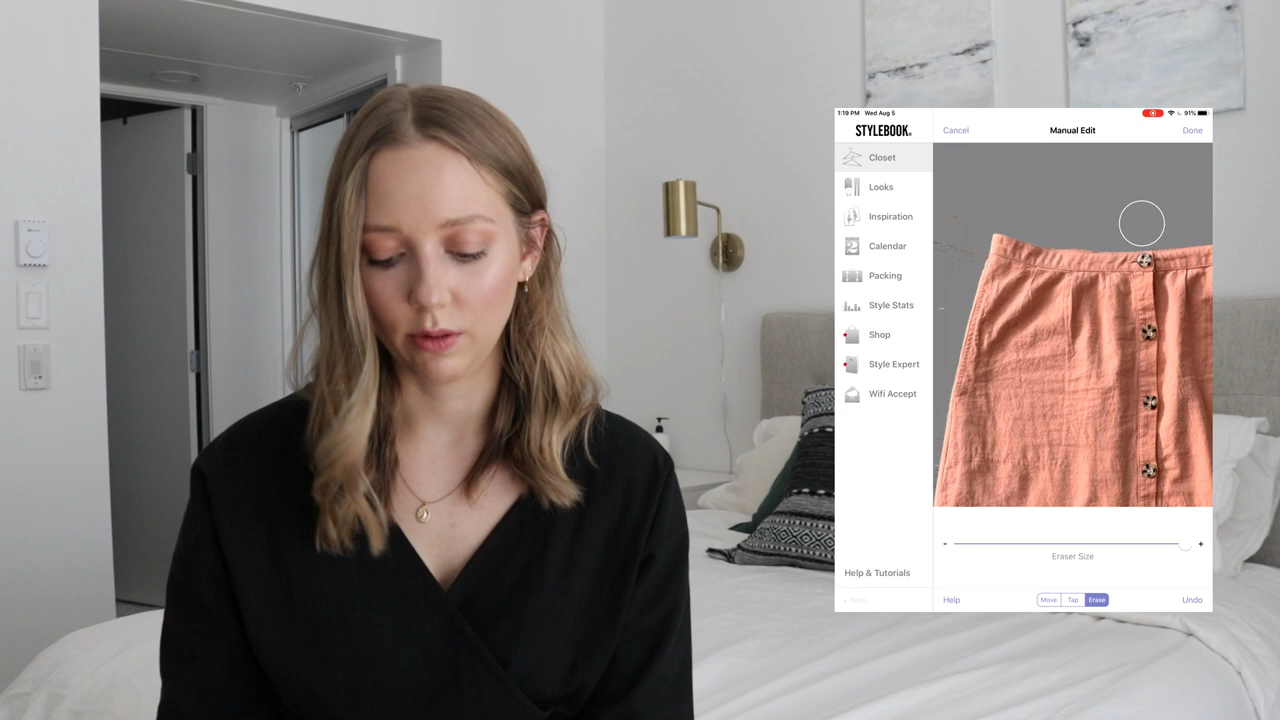 1:19 PM Wed Aug 5
91%
STYLEBOOK
Cancel
Manual Edit
Done
Closet
Looks
Inspiration
Calendar
2
Packing
Style Stats
Shop
Style Expert
Wifi Accept
- +
Eraser Size
Help & Tutorials
Help
Move
Tap
Erase
Undo